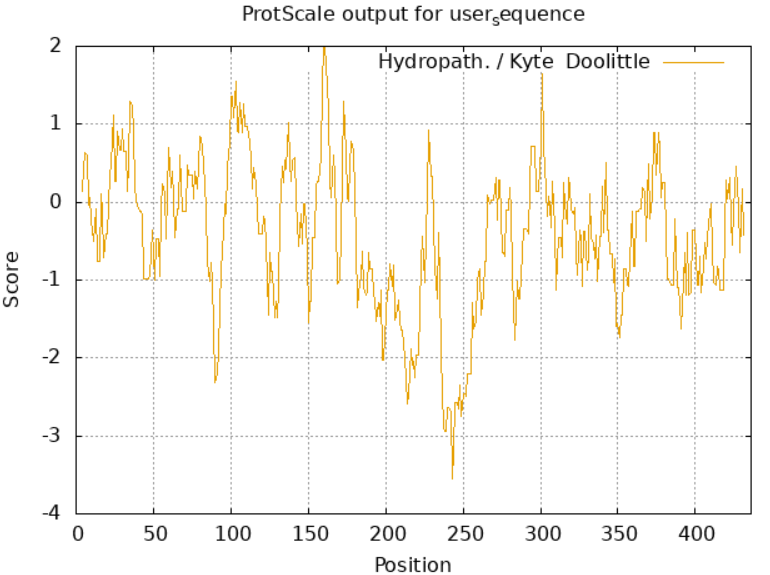 ProtScale output for user_sequence
Hydropath. / Kyte  Doolittle
2
1
0
-1
-2
-3
-4
Score
0 50 100 150 200 250 300 350 400
Position